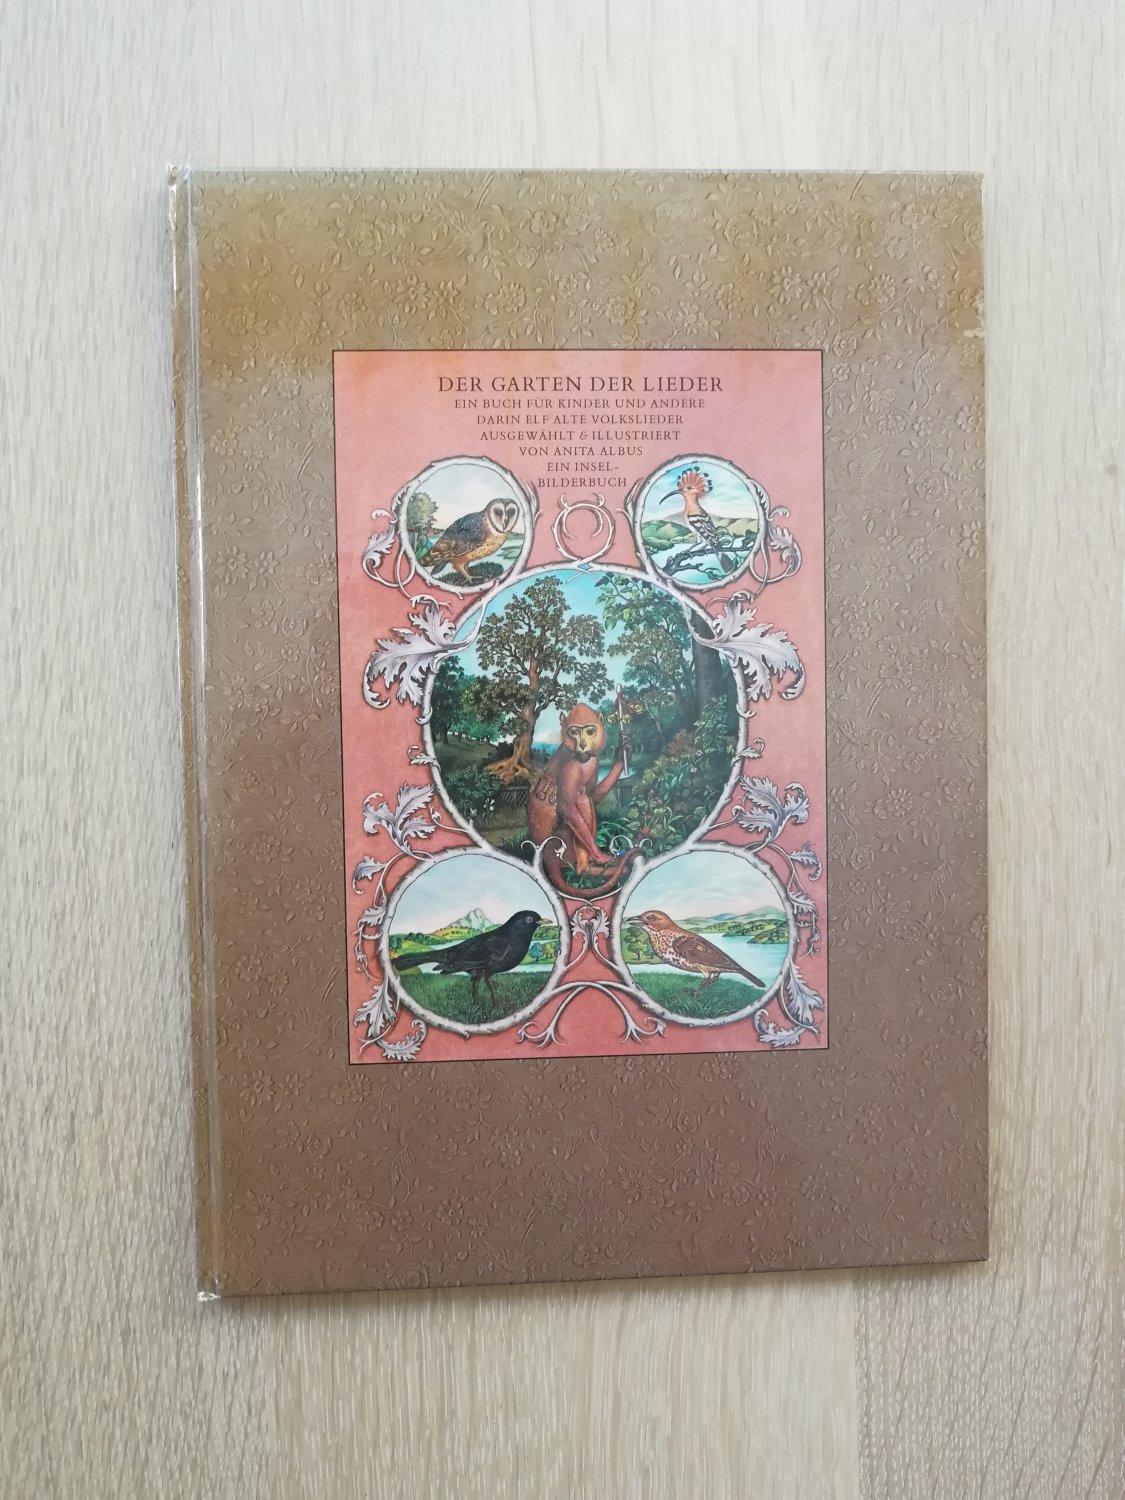 DER GARTEN DER LIEDER
EIN BUCH FÜR KINDER UND ANDERE
DARIN ELF ALTE VOLKSLIEDER
AUSGEWÄHLT & ILLUSTRIERT
VON ANITA ALBUS
EIN INSEL-
BILDERBUCH